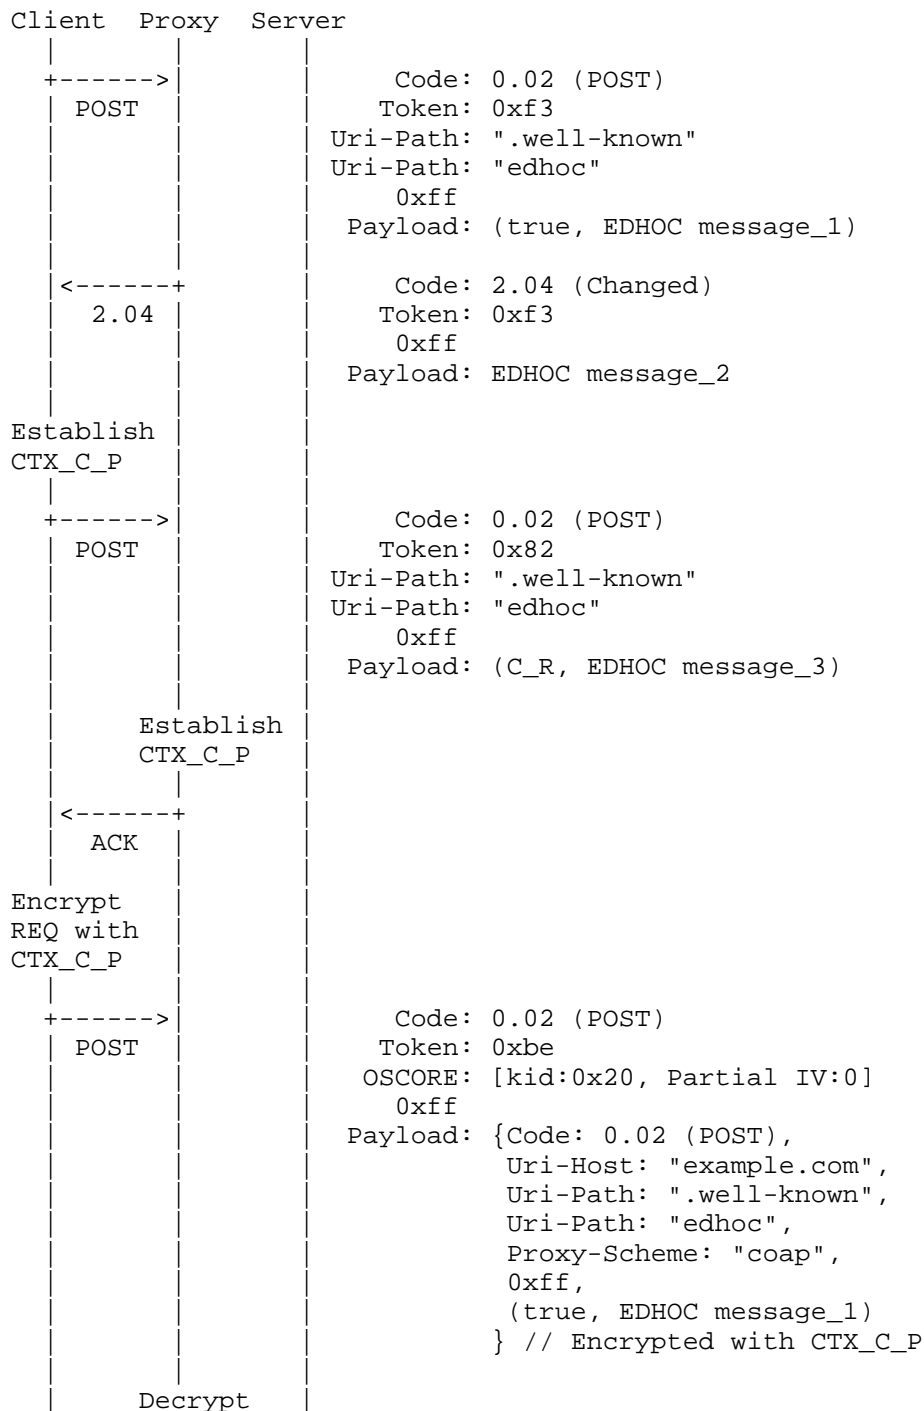 Client  Proxy  Server
  |       |       |
  +------>|       |     Code: 0.02 (POST)
  | POST  |       |    Token: 0xf3
  |       |       | Uri-Path: ".well-known"
  |       |       | Uri-Path: "edhoc"
  |       |       |     0xff
  |       |       |  Payload: (true, EDHOC message_1)
  |       |       |
  |<------+       |     Code: 2.04 (Changed)
  |  2.04 |       |    Token: 0xf3
  |       |       |     0xff
  |       |       |  Payload: EDHOC message_2
  |       |       |
Establish |       |
CTX_C_P   |       |
  |       |       |
  +------>|       |     Code: 0.02 (POST)
  | POST  |       |    Token: 0x82
  |       |       | Uri-Path: ".well-known"
  |       |       | Uri-Path: "edhoc"
  |       |       |     0xff
  |       |       |  Payload: (C_R, EDHOC message_3)
  |       |       |
  |     Establish |
  |     CTX_C_P   |
  |       |       |
  |<------+       |
  |  ACK  |       |
  |       |       |
Encrypt   |       |
REQ with  |       |
CTX_C_P   |       |
  |       |       |
  +------>|       |     Code: 0.02 (POST)
  | POST  |       |    Token: 0xbe
  |       |       |   OSCORE: [kid:0x20, Partial IV:0]
  |       |       |     0xff
  |       |       |  Payload: {Code: 0.02 (POST),
  |       |       |            Uri-Host: "example.com",
  |       |       |            Uri-Path: ".well-known",
  |       |       |            Uri-Path: "edhoc",
  |       |       |            Proxy-Scheme: "coap",
  |       |       |            0xff,
  |       |       |            (true, EDHOC message_1)
  |       |       |           } // Encrypted with CTX_C_P
  |       |       |
  |     Decrypt   |